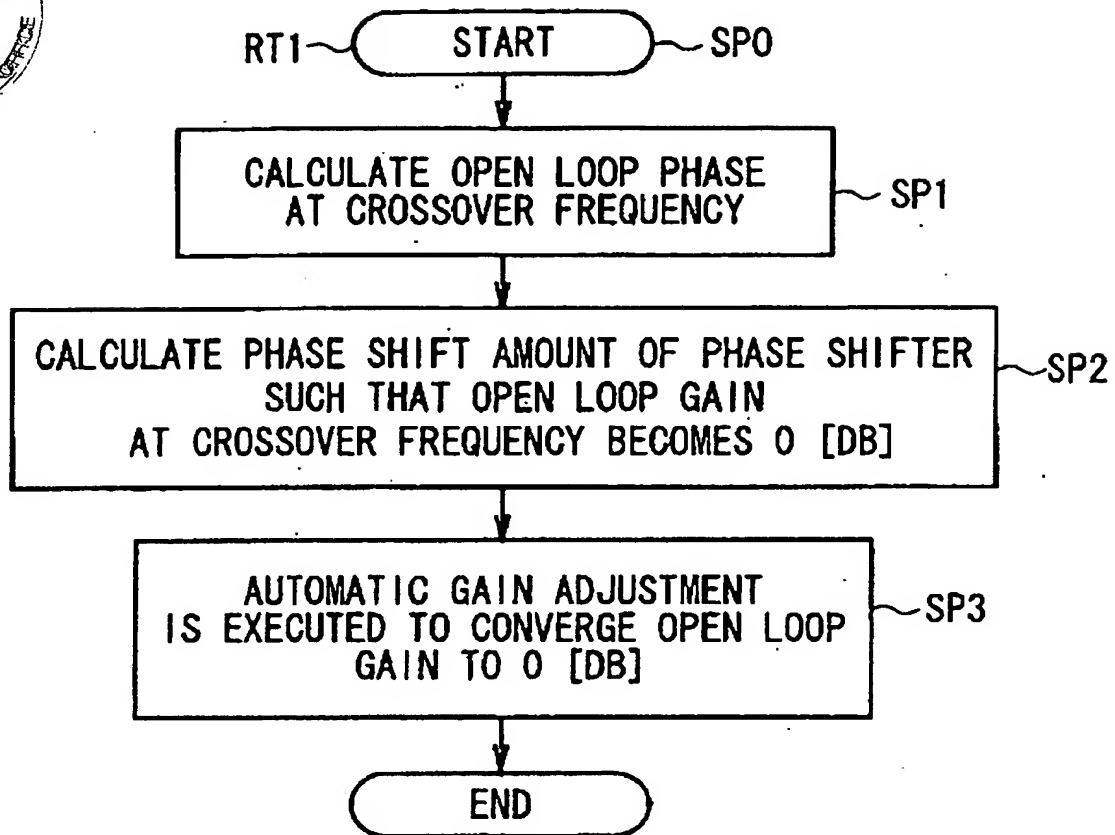 RT1 START SP0
CALCULATE OPEN LOOP PHASE
AT CROSSOVER FREQUENCY
SP1
CALCULATE PHASE SHIFT AMOUNT OF PHASE SHIFTER
SUCH THAT OPEN LOOP GAIN
AT CROSSOVER FREQUENCY BECOMES 0 [DB]
SP2
AUTOMATIC GAIN ADJUSTMENT
IS EXECUTED TO CONVERGE OPEN LOOP
GAIN TO 0 [DB]
SP3
END